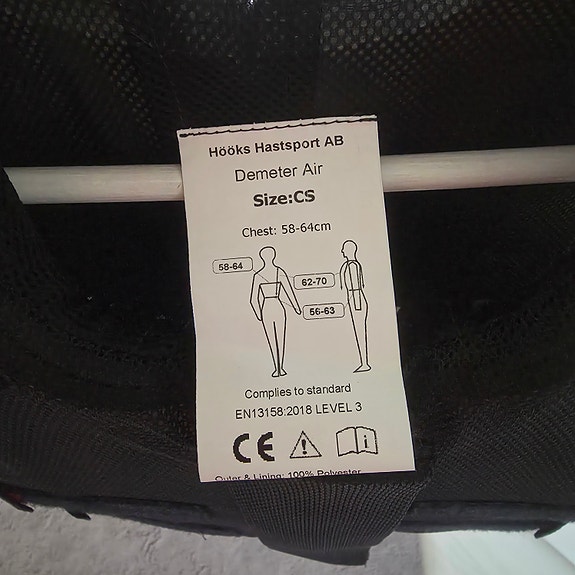 Hööks Hastsport AB
Demeter Air
Size:CS
Chest: 58-64cm
58-64
62-70
56-63
Complies to standard
EN13158:2018 LEVEL 3
CE
Outer & Lining: 100% Polyester